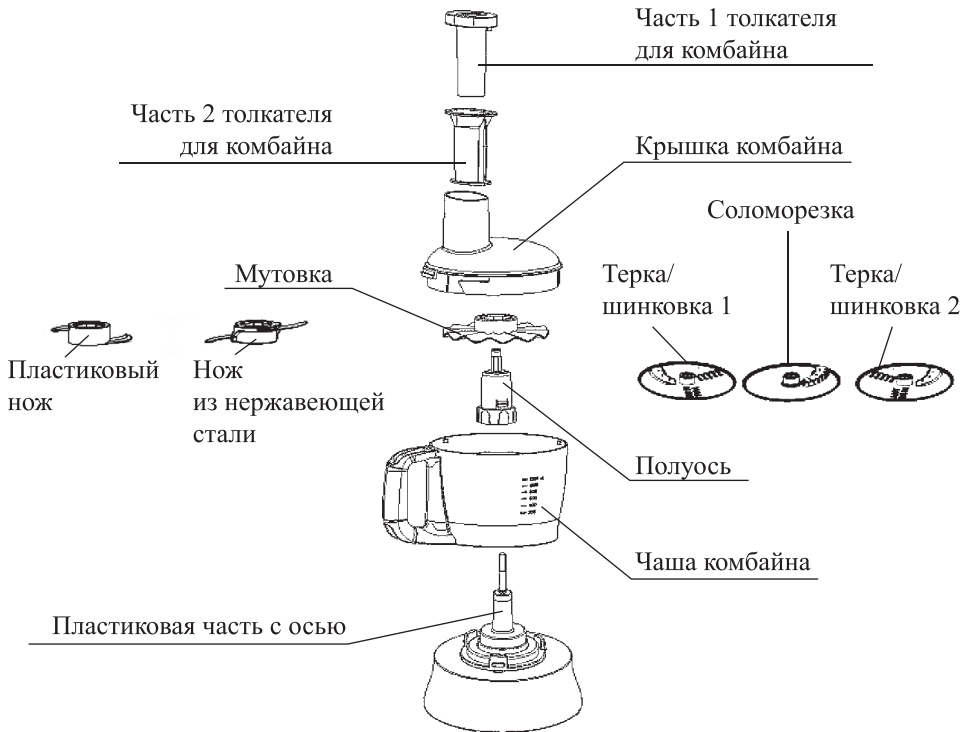 Часть 1 толкателя
для комбайна
Часть 2 толкателя
для комбайна
Крышка комбайна
Соломорезка
Мутовка
Терка/
шинковка 1
Терка/
шинковка 2
Пластиковый
нож
Нож
из нержавеющей
стали
Полуось
Чаша комбайна
Пластиковая часть с осью